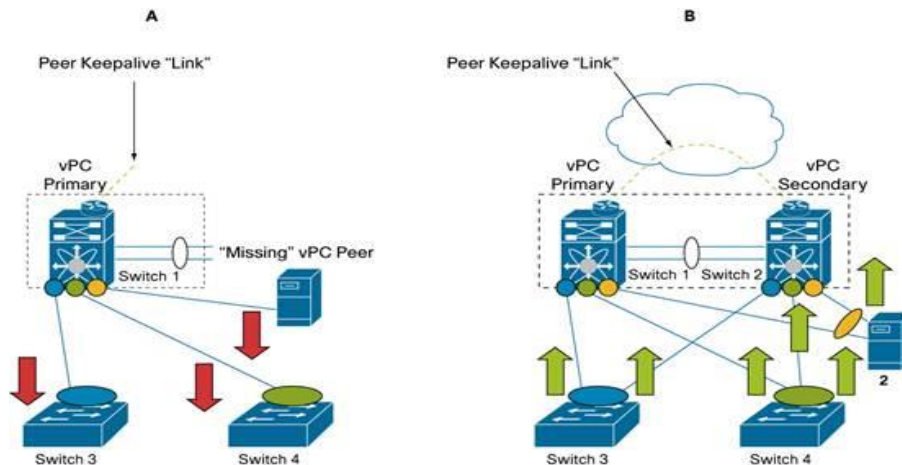 A
Peer Keepalive "Link"
vPC
Primary
"Missing" vPC Peer
Switch 1
Switch 3
Switch 4
B
Peer Keepalive "Link"
vPC
Primary
vPC
Secondary
Switch 1
Switch 2
2
Switch 3
Switch 4